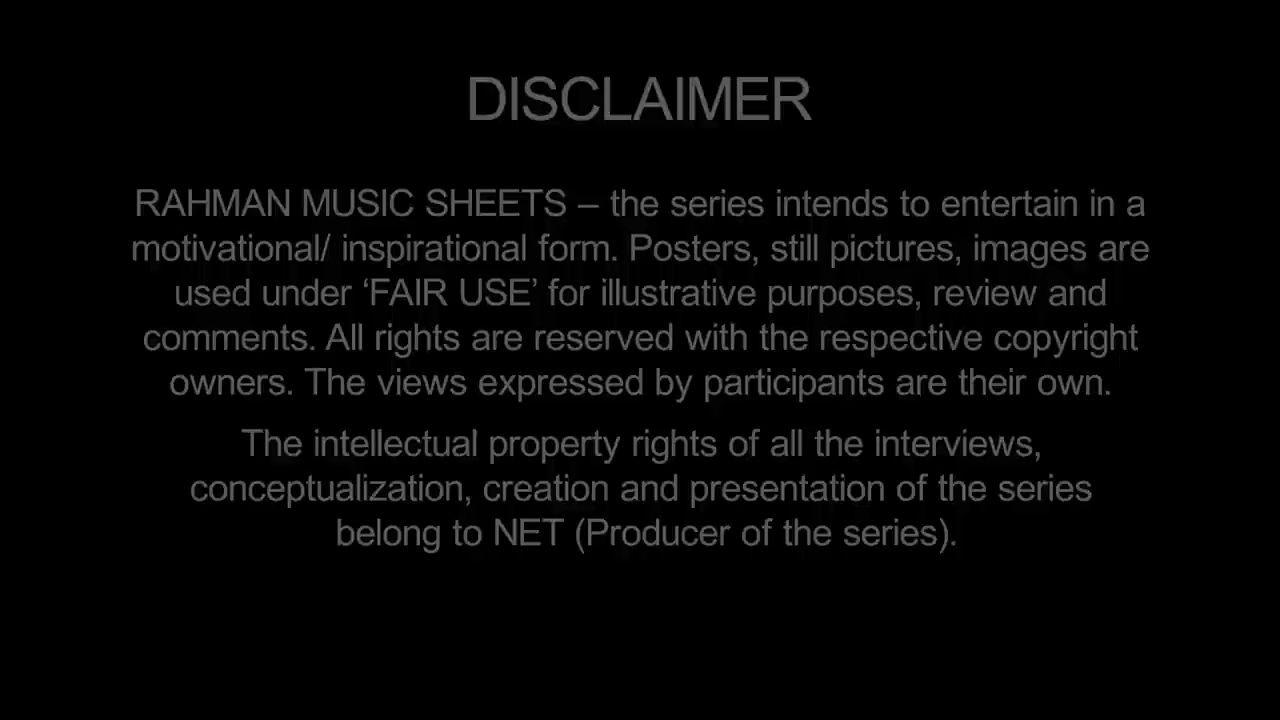 DISCLAIMER
RAHMAN MUSIC SHEETS – the series intends to entertain in a
motivational/ inspirational form. Posters, still pictures, images are
used under ‘FAIR USE’ for illustrative purposes, review and
comments. All rights are reserved with the respective copyright
owners. The views expressed by participants are their own.
The intellectual property rights of all the interviews,
conceptualization, creation and presentation of the series
belong to NET (Producer of the series).